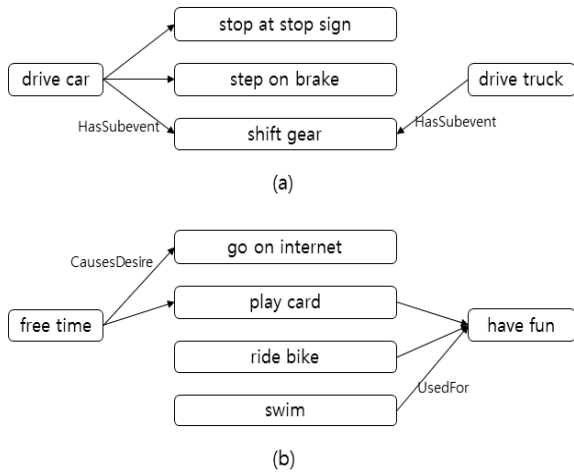 stop at stop sign
drive car
step on brake
drive truck
HasSubevent
HasSubevent
shift gear
(a)
go on internet
CausesDesire
play card
free time
have fun
ride bike
UsedFor
swim
(b)